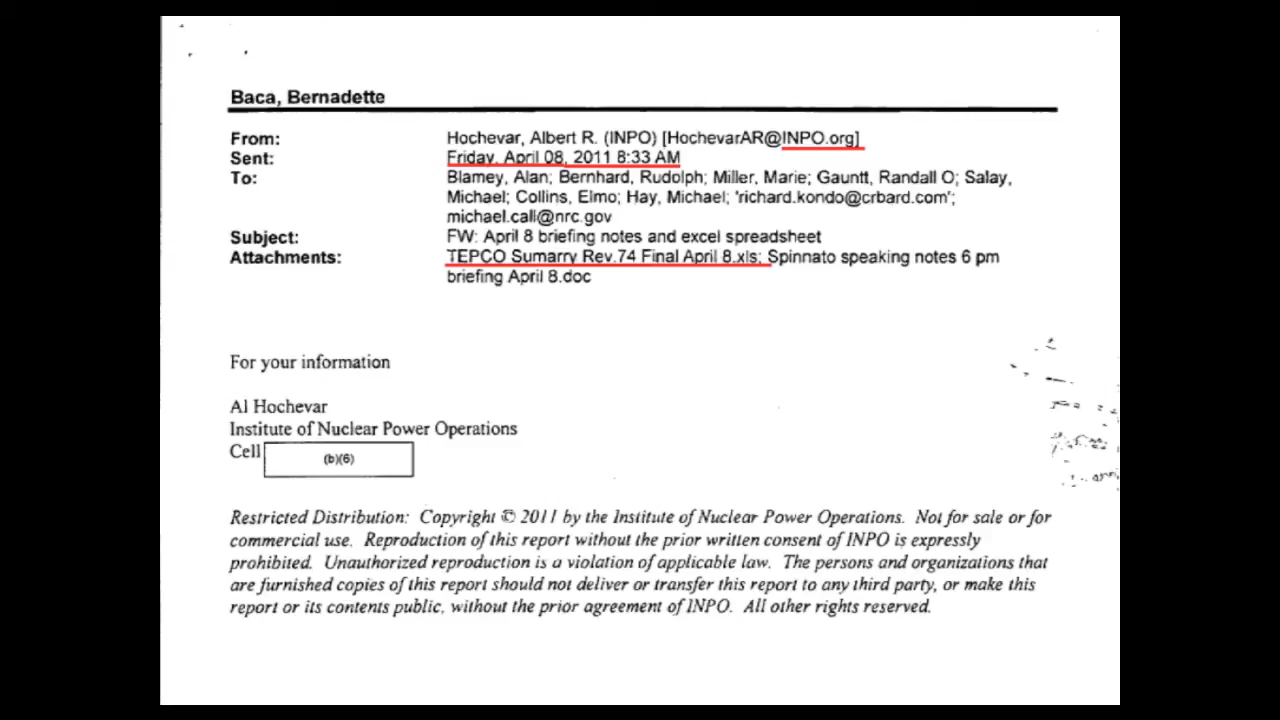 Baca, Bernadette
From: Hochevar, Albert R. (INPO) [HochevarAR@INPO.org]
Sent: Friday, April 08, 2011 8:33 AM
To: Blamey, Alan; Bernhard, Rudolph; Miller, Marie; Gauntt, Randall O; Salay,
Michael; Collins, Elmo; Hay, Michael; 'richard.kondo@crbard.com';
michael.call@nrc.gov
Subject: FW: April 8 briefing notes and excel spreadsheet
Attachments: TEPCO Sumarry Rev.74 Final April 8.xls; Spinnato speaking notes 6 pm
briefing April 8.doc
For your information
Al Hochevar
Institute of Nuclear Power Operations
Cell (b)(6)
Restricted Distribution: Copyright © 2011 by the Institute of Nuclear Power Operations. Not for sale or for
commercial use. Reproduction of this report without the prior written consent of INPO is expressly
prohibited. Unauthorized reproduction is a violation of applicable law. The persons and organizations that
are furnished copies of this report should not deliver or transfer this report to any third party, or make this
report or its contents public, without the prior agreement of INPO. All other rights reserved.